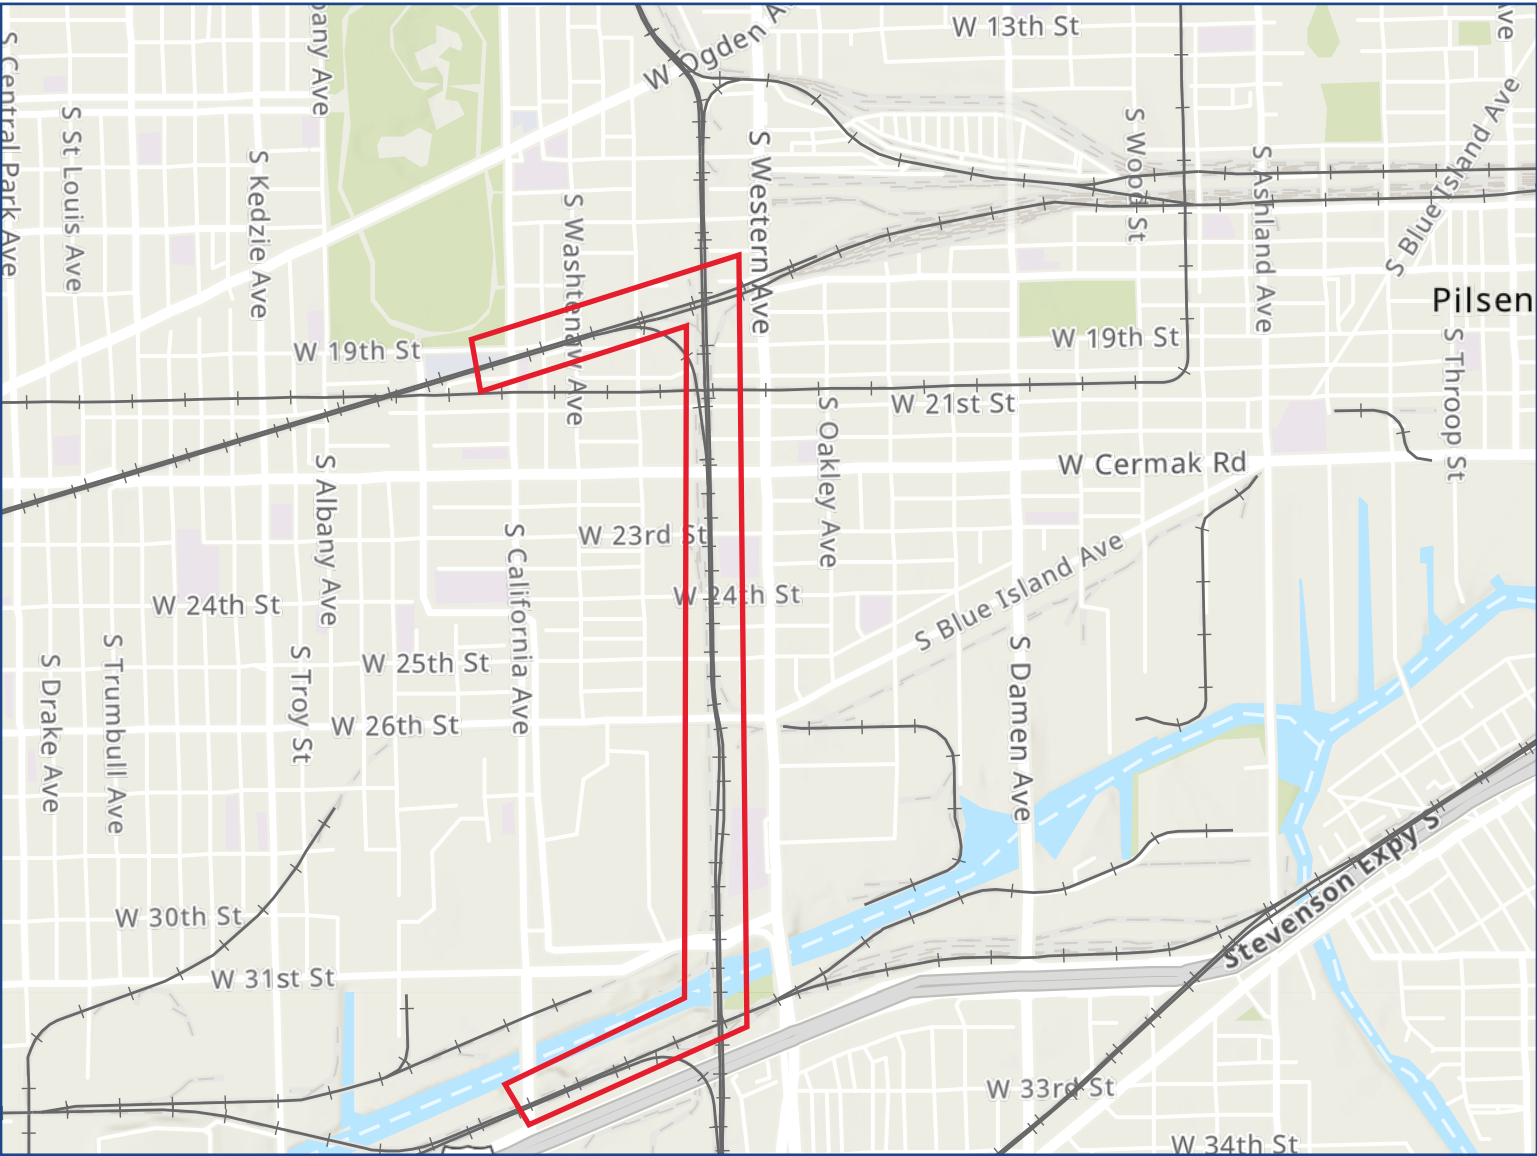 W 13th St
W Ogden A
ve
bany Ave
S Central Park Ave
S St Louis Ave
S Kedzie Ave
S Washtenaw Ave
S Western Ave
S Wood St
S Ashland Ave
S Blue Island Ave
Pilsen
W 19th St
W 19th St
W 21st St
S Throop St
S Albany Ave
S Oakley Ave
W Cermak Rd
S California Ave
W 23rd St
W 24th St
W 24th St
S Blue Island Ave
S Drake Ave
S Trumbull Ave
S Troy St
W 25th St
W 26th St
S Damen Ave
W 30th St
W 31st St
Stevenson Expy S
W 33rd St
W 34th St